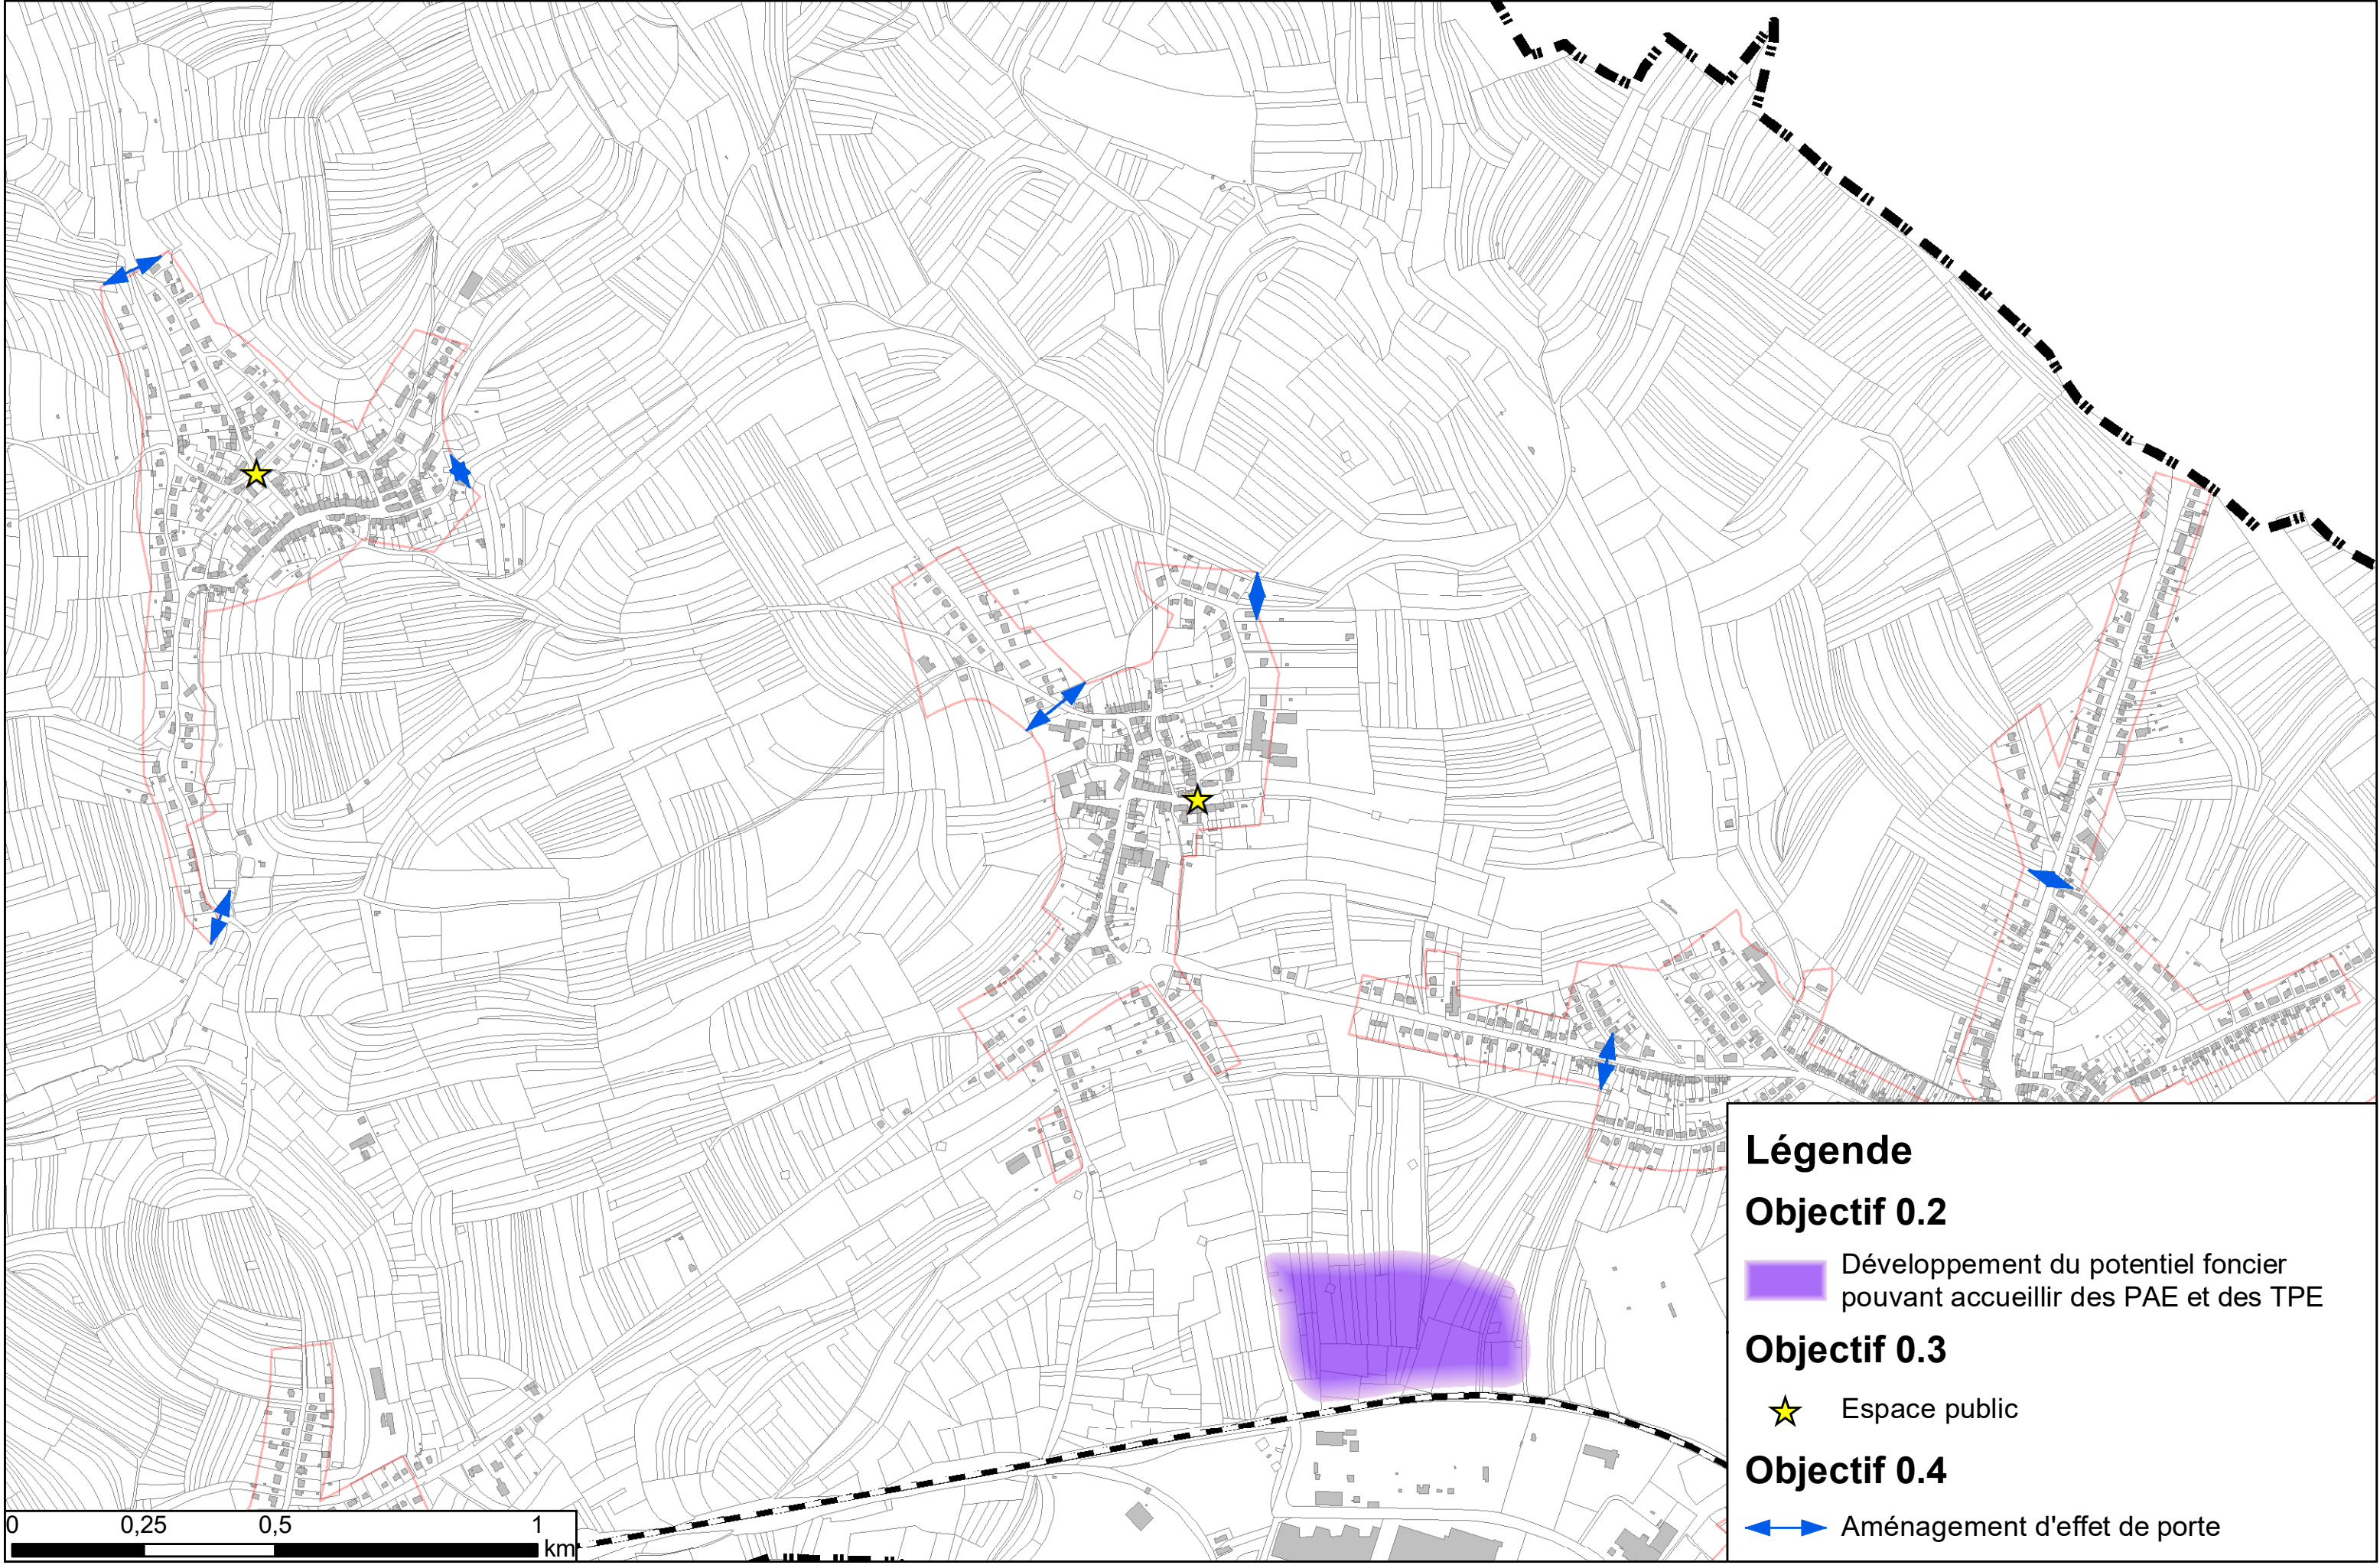 Légende
Objectif 0.2
Développement du potentiel foncier
pouvant accueillir des PAE et des TPE
Objectif 0.3
Espace public
Objectif 0.4
Aménagement d'effet de porte
0 0,25 0,5 1
km